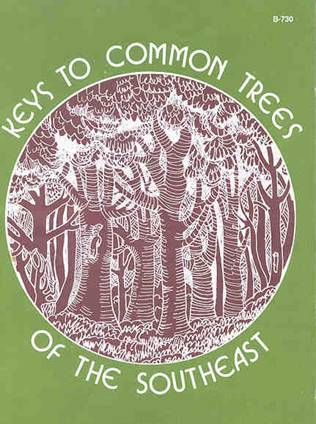 B-730
KEYS TO COMMON TREES
OF THE SOUTHEAST